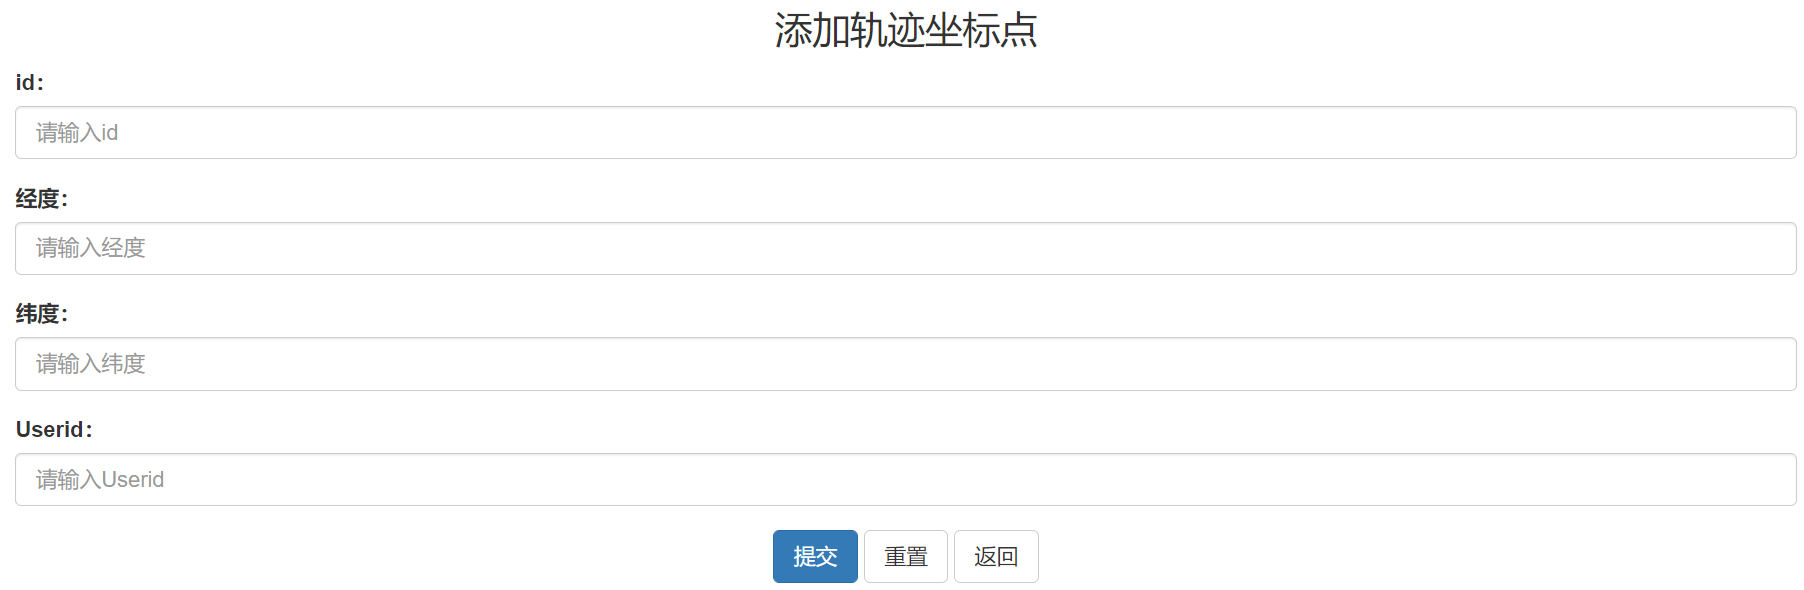 添加轨迹坐标点
id：
请输入id
经度：
请输入经度
纬度：
请输入纬度
Userid：
请输入Userid
提交 重置 返回